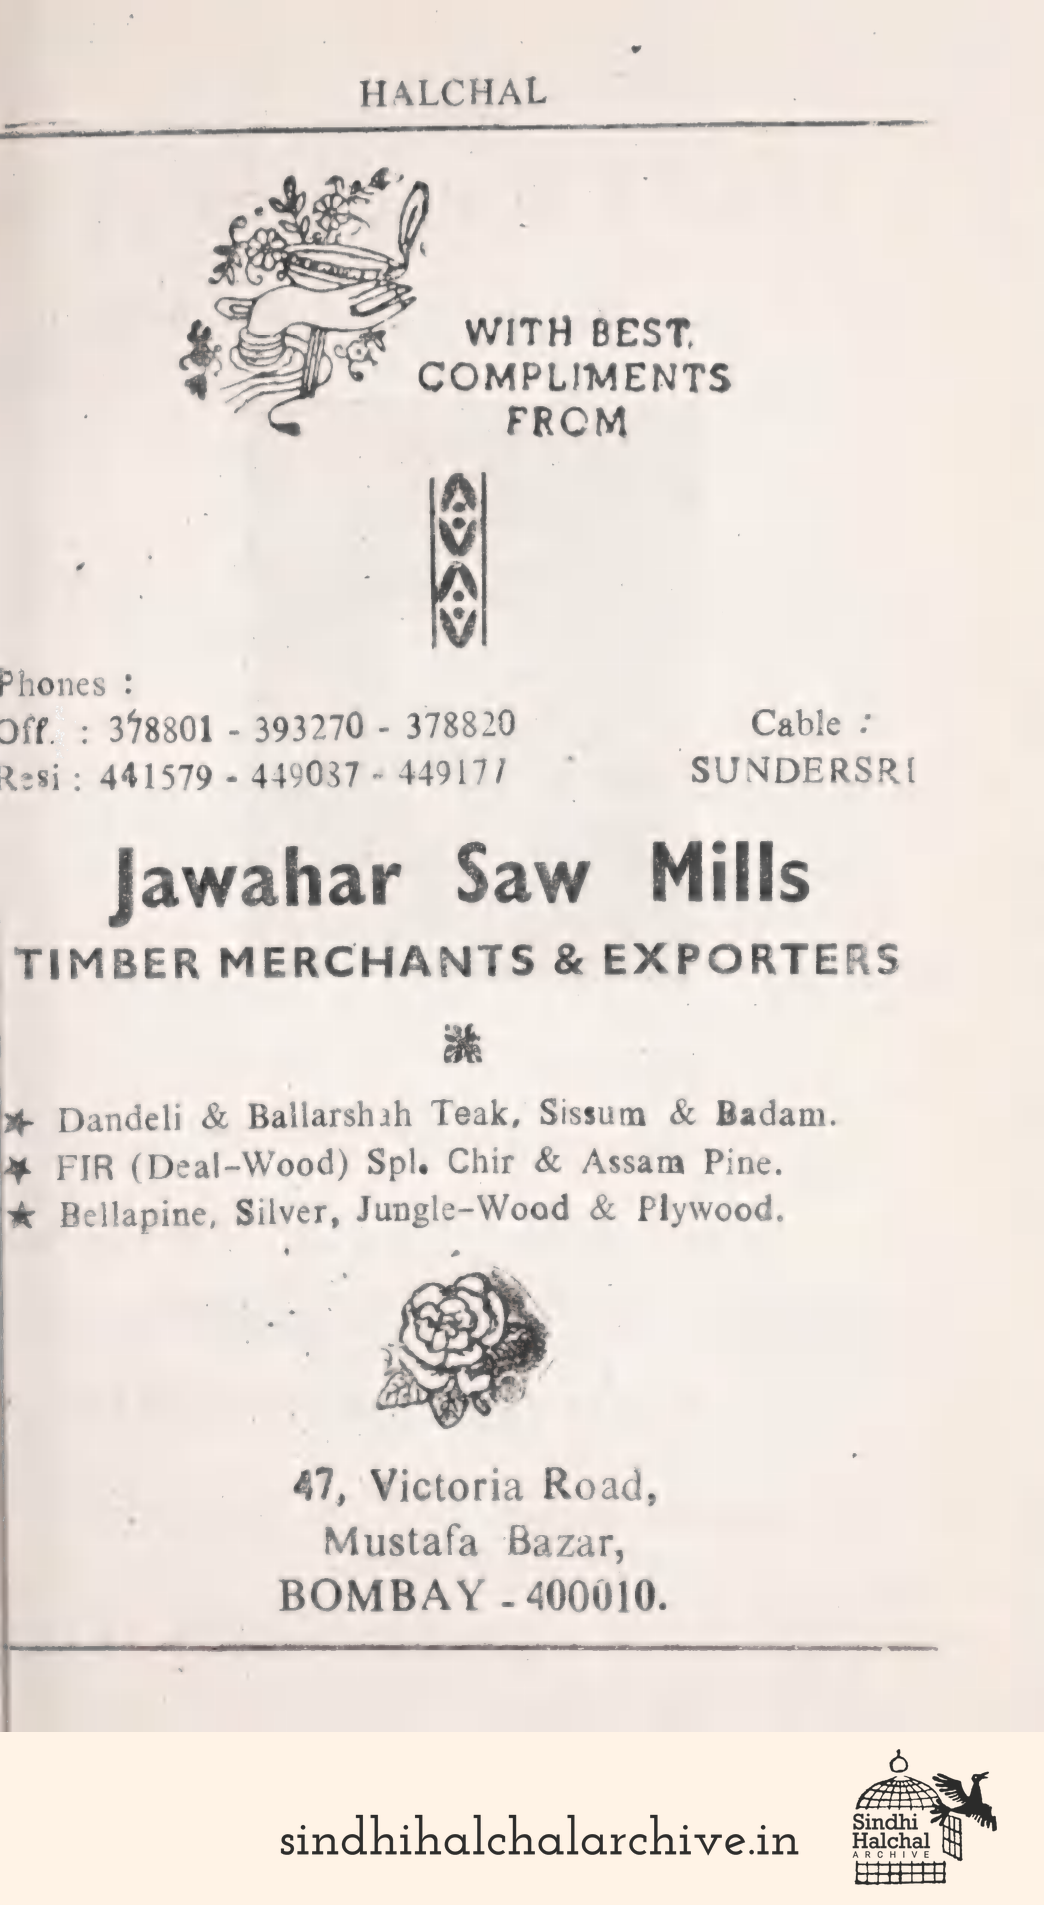 HALCHAL
WITH BEST
COMPLIMENTS
FROM
Phones :
Off. : 378801 - 393270 - 378820
Resi : 441579 - 449037 - 449177
Cable :
SUNDERSRI
Jawahar Saw Mills
TIMBER MERCHANTS & EXPORTERS
★ Dandeli & Ballarshah Teak, Sissum & Badam.
★ FIR (Deal-Wood) Spl. Chir & Assam Pine.
★ Bellapine, Silver, Jungle-Wood & Plywood.
47, Victoria Road,
Mustafa Bazar,
BOMBAY - 400010.
sindhihalchalarchive.in
Sindhi
Halchal
ARCHIVE